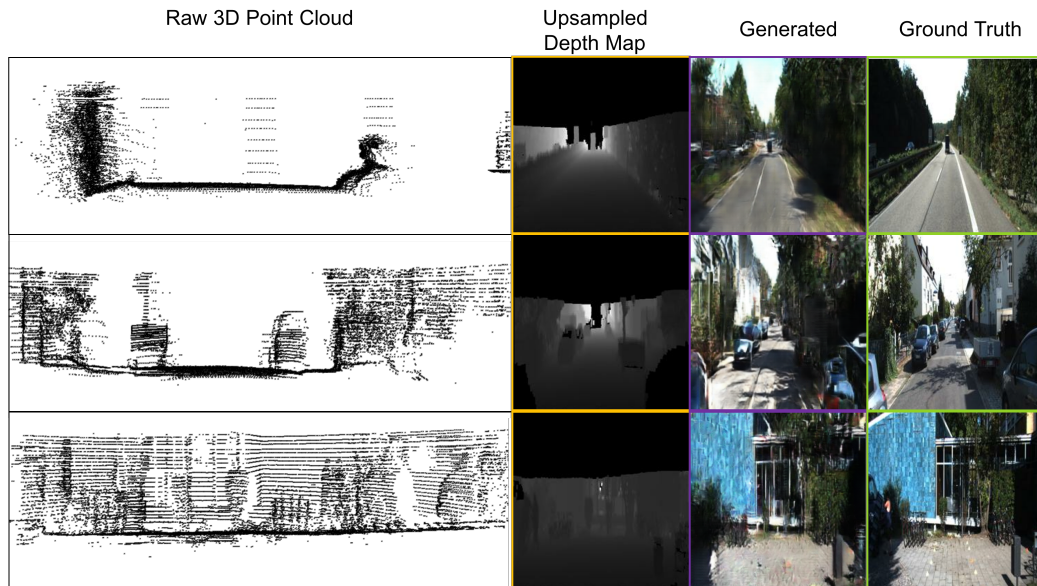 Raw 3D Point Cloud
Upsampled
Depth Map
Generated
Ground Truth